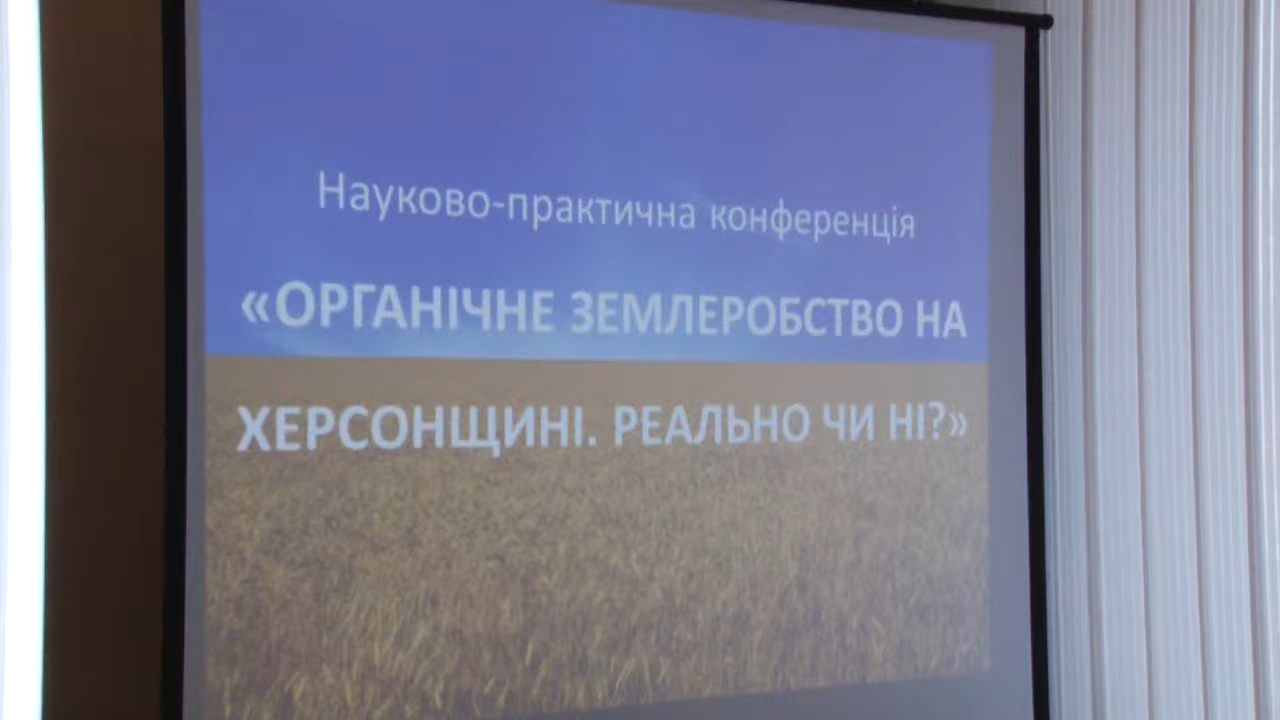 Науково-практична конференція
«ОРГАНІЧНЕ ЗЕМЛЕРОБСТВО НА
ХЕРСОНЩИНІ. РЕАЛЬНО ЧИ НІ?»